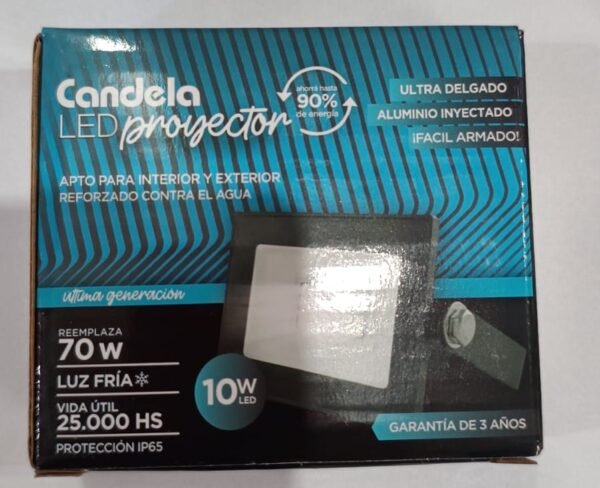 Candela
LED proyector
ahorrá hasta
90%
de energía
ULTRA DELGADO
ALUMINIO INYECTADO
¡FACIL ARMADO!
APTO PARA INTERIOR Y EXTERIOR
REFORZADO CONTRA EL AGUA
ultima generación
REEMPLAZA
70 W
LUZ FRÍA
VIDA ÚTIL
25.000 HS
PROTECCIÓN IP65
10W
LED
GARANTÍA DE 3 AÑOS